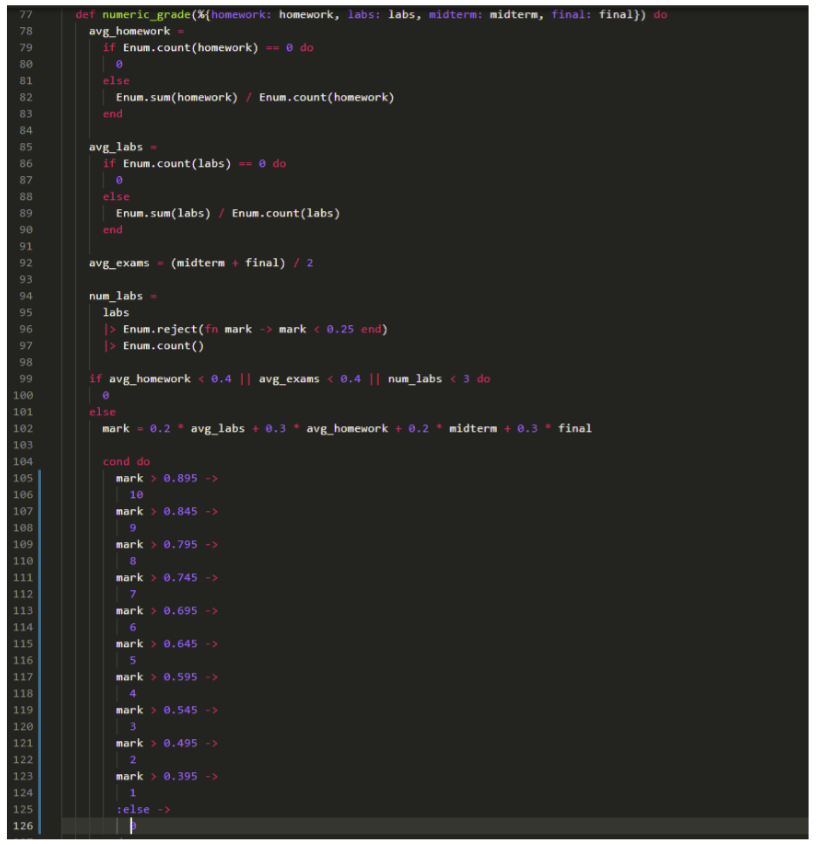 77 def numeric_grade(%{homework: homework, labs: labs, midterm: midterm, final: final}) do
78 avg_homework =
79 if Enum.count(homework) == 0 do
80 0
81 else
82 Enum.sum(homework) / Enum.count(homework)
83 end
84
85 avg_labs =
86 if Enum.count(labs) == 0 do
87 0
88 else
89 Enum.sum(labs) / Enum.count(labs)
90 end
91
92 avg_exams = (midterm + final) / 2
93
94 num_labs =
95 labs
96 |> Enum.reject(fn mark -> mark < 0.25 end)
97 |> Enum.count()
98
99 if avg_homework < 0.4 || avg_exams < 0.4 || num_labs < 3 do
100 0
101 else
102 mark = 0.2 * avg_labs + 0.3 * avg_homework + 0.2 * midterm + 0.3 * final
103
104 cond do
105 mark > 0.895 ->
106 10
107 mark > 0.845 ->
108 9
109 mark > 0.795 ->
110 8
111 mark > 0.745 ->
112 7
113 mark > 0.695 ->
114 6
115 mark > 0.645 ->
116 5
117 mark > 0.595 ->
118 4
119 mark > 0.545 ->
120 3
121 mark > 0.495 ->
122 2
123 mark > 0.395 ->
124 1
125 :else ->
126 0